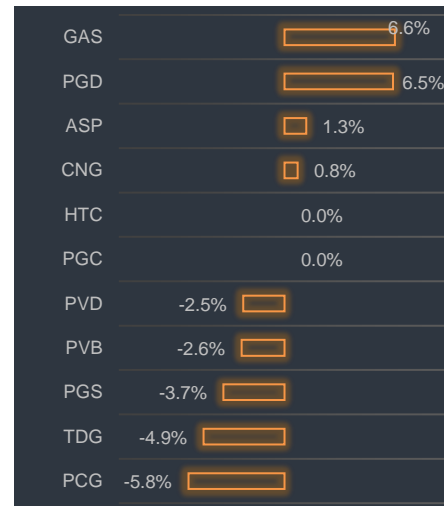 GAS 6.6%
PGD 6.5%
ASP 1.3%
CNG 0.8%
HTC 0.0%
PGC 0.0%
PVD -2.5%
PVB -2.6%
PGS -3.7%
TDG -4.9%
PCG -5.8%